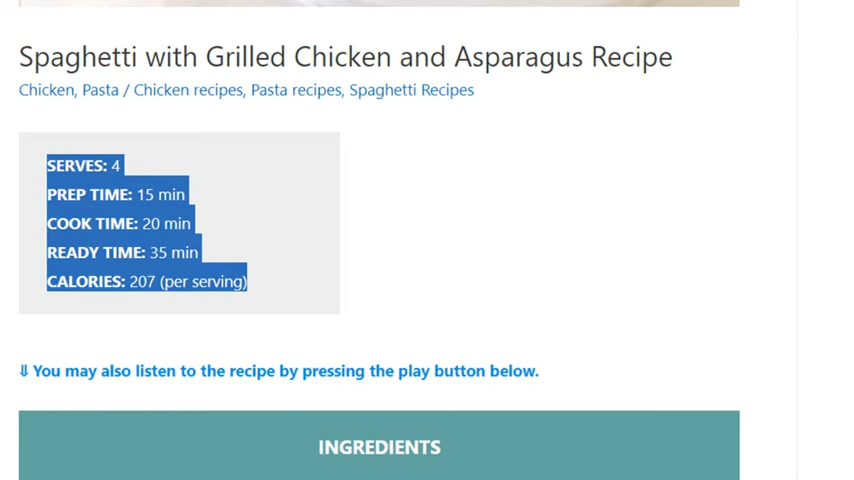 Spaghetti with Grilled Chicken and Asparagus Recipe
Chicken, Pasta / Chicken recipes, Pasta recipes, Spaghetti Recipes
SERVES: 4
PREP TIME: 15 min
COOK TIME: 20 min
READY TIME: 35 min
CALORIES: 207 (per serving)
⇓ You may also listen to the recipe by pressing the play button below.
INGREDIENTS